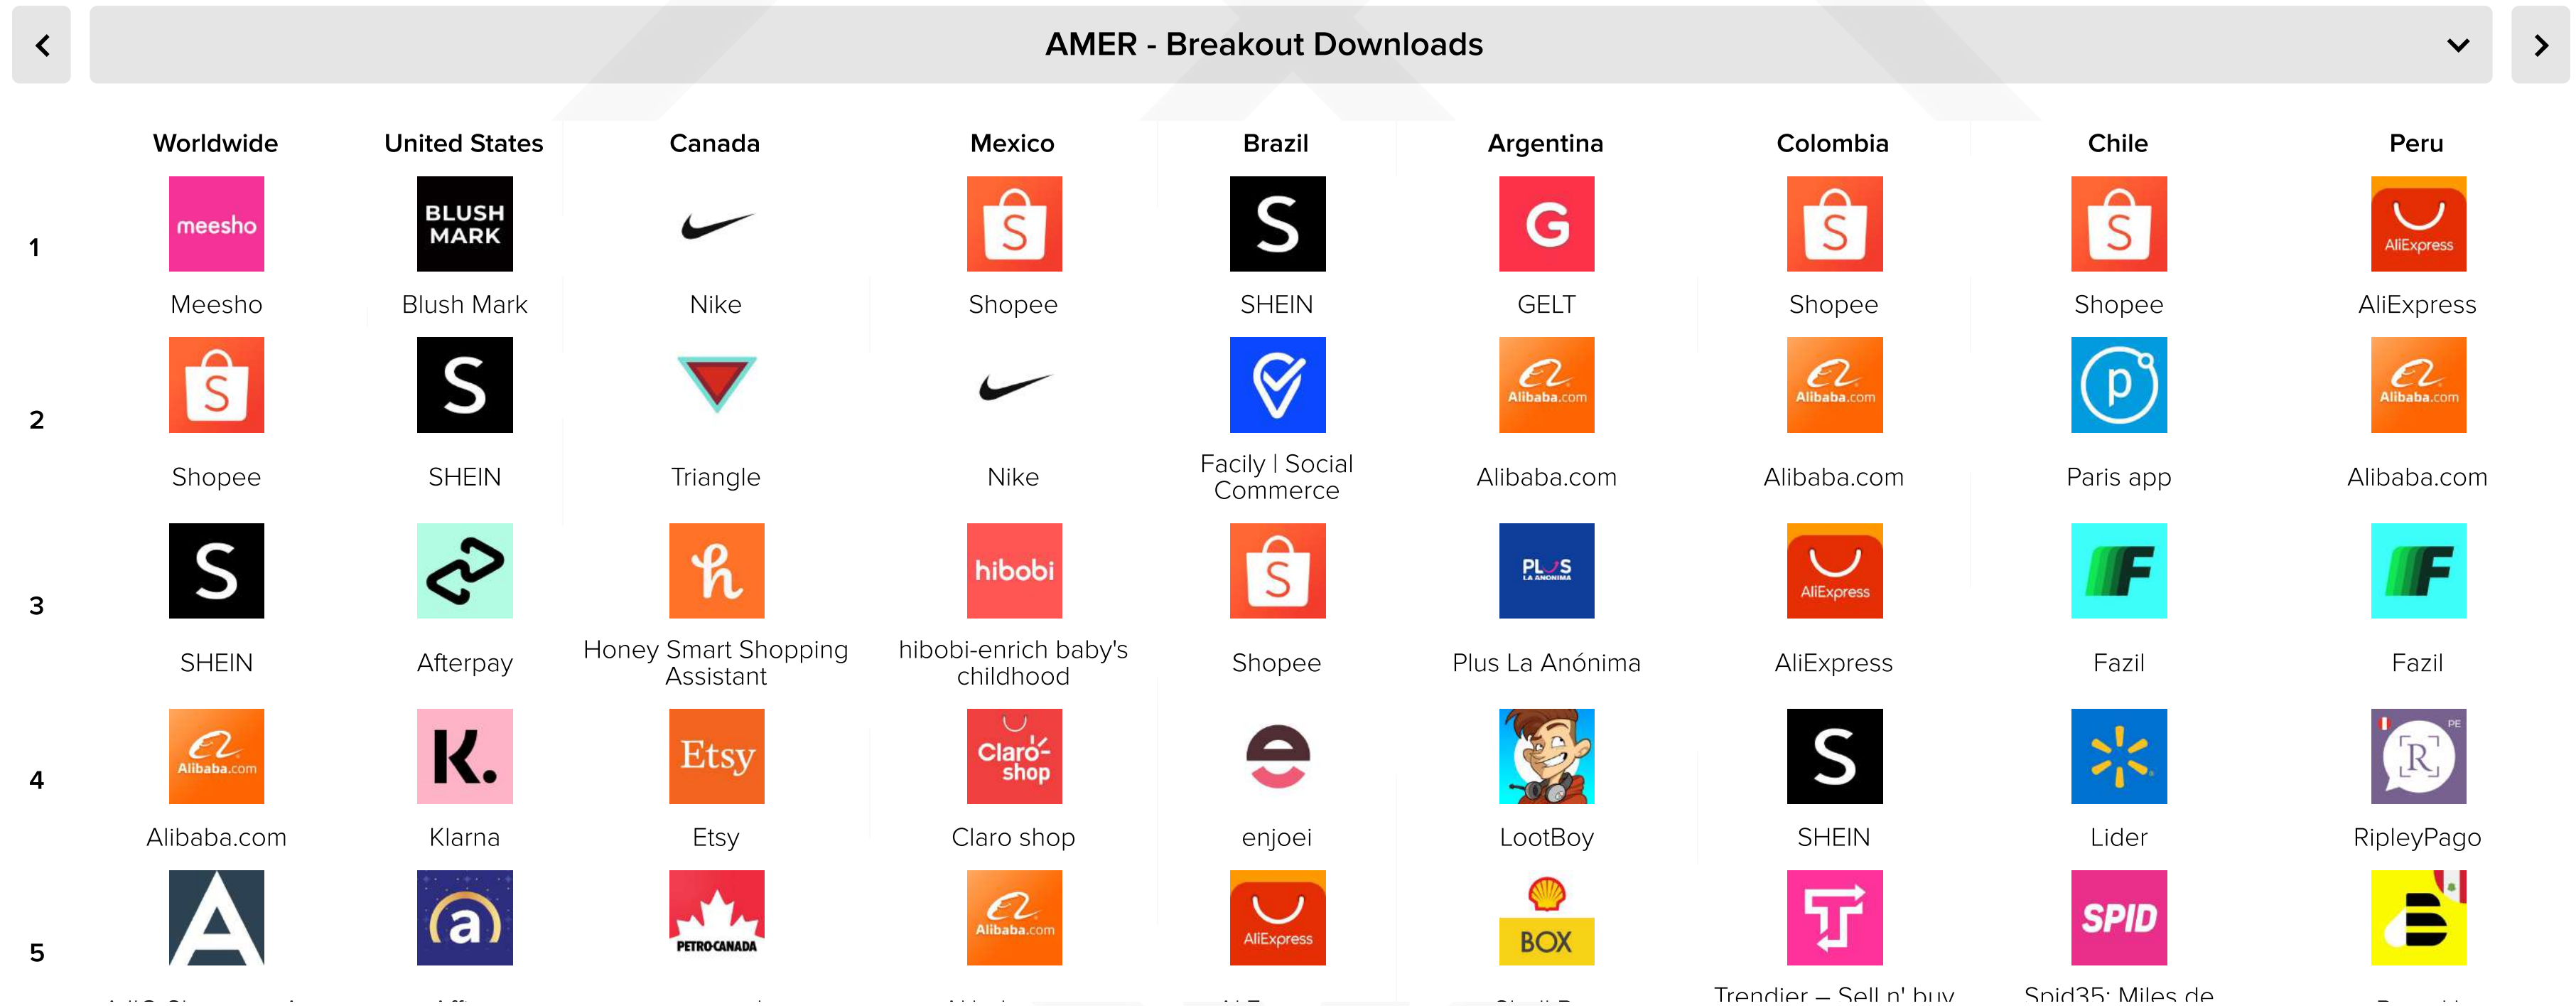 AMER - Breakout Downloads
Worldwide United States Canada Mexico Brazil Argentina Colombia Chile Peru
1
meesho BLUSH MARK S S G S S AliExpress
Meesho Blush Mark Nike Shopee SHEIN GELT Shopee Shopee AliExpress
2
S S Alibaba.com Alibaba.com p Alibaba.com
Shopee SHEIN Triangle Nike Facily | Social Commerce Alibaba.com Alibaba.com Paris app Alibaba.com
3
S h hibobi S PLUS LA ANONIMA AliExpress F F
SHEIN Afterpay Honey Smart Shopping Assistant hibobi-enrich baby's childhood Shopee Plus La Anónima AliExpress Fazil Fazil
4
Alibaba.com K. Etsy Claro shop e S R PE
Alibaba.com Klarna Etsy Claro shop enjoei LootBoy SHEIN Lider RipleyPago
5
A a PETRO-CANADA Alibaba.com AliExpress BOX T SPID
Trendier – Sell n' buy Spid35: Miles de